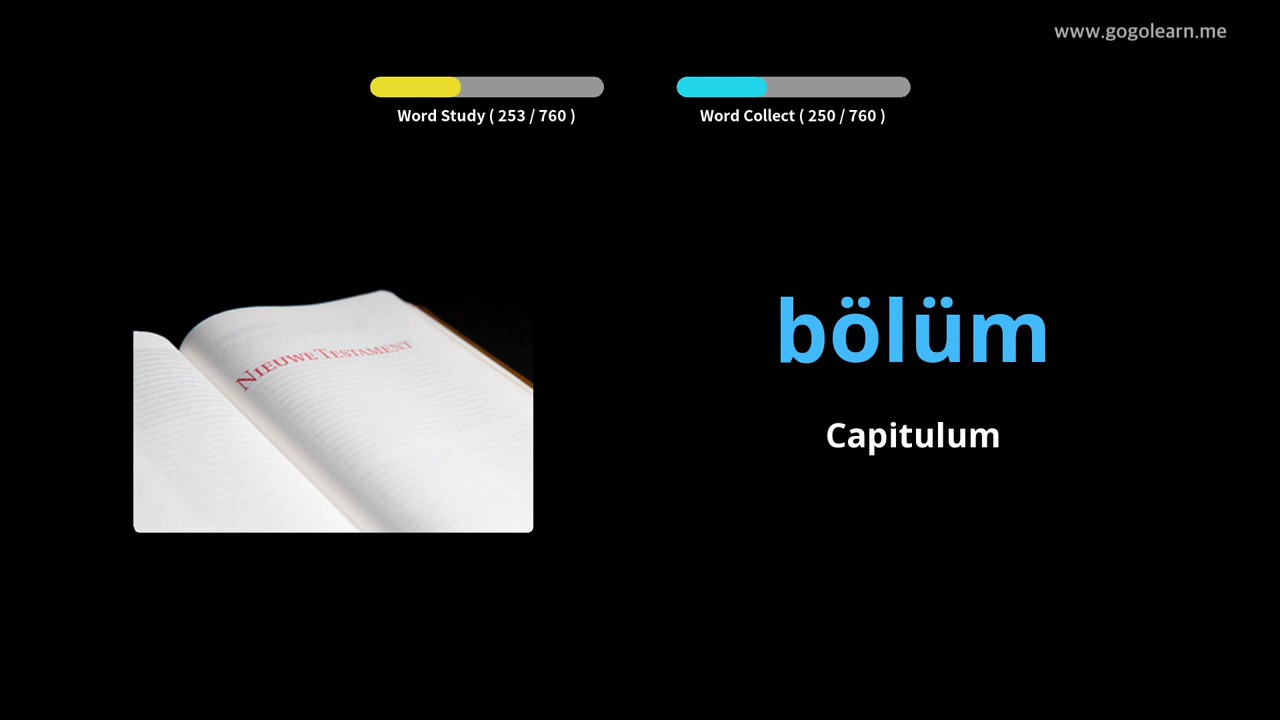 www.gogolearn.me
Word Study ( 253 / 760 )
Word Collect ( 250 / 760 )
NIEUWE TESTAMENT
bölüm
Capitulum